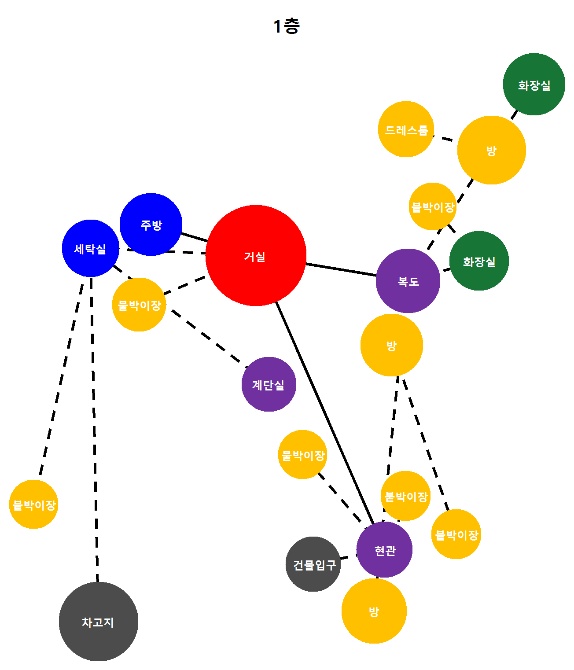 1층
화장실
드레스룸
방
붙박이장
주방
세탁실
거실
화장실
복도
붙박이장
방
계단실
붙박이장
붙박이장
붙박이장
붙박이장
현관
건물입구
방
차고지